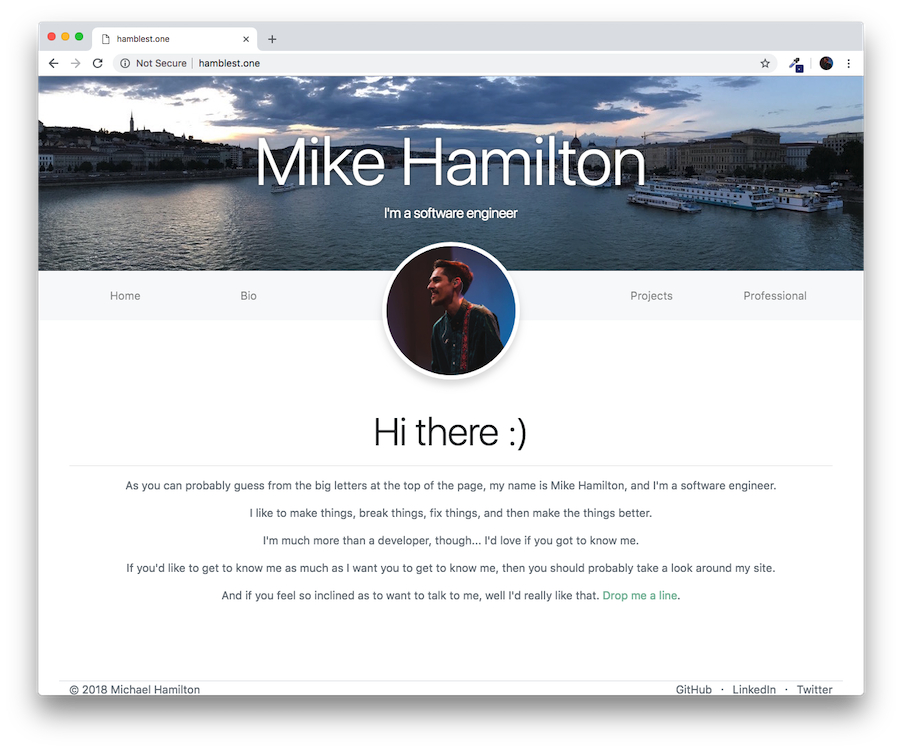 hamblest.one
Not Secure | hamblest.one
Mike Hamilton
I'm a software engineer
Home Bio Projects Professional
Hi there :)
As you can probably guess from the big letters at the top of the page, my name is Mike Hamilton, and I'm a software engineer.
I like to make things, break things, fix things, and then make the things better.
I'm much more than a developer, though... I'd love if you got to know me.
If you'd like to get to know me as much as I want you to get to know me, then you should probably take a look around my site.
And if you feel so inclined as to want to talk to me, well I'd really like that. Drop me a line.
© 2018 Michael Hamilton GitHub · LinkedIn · Twitter